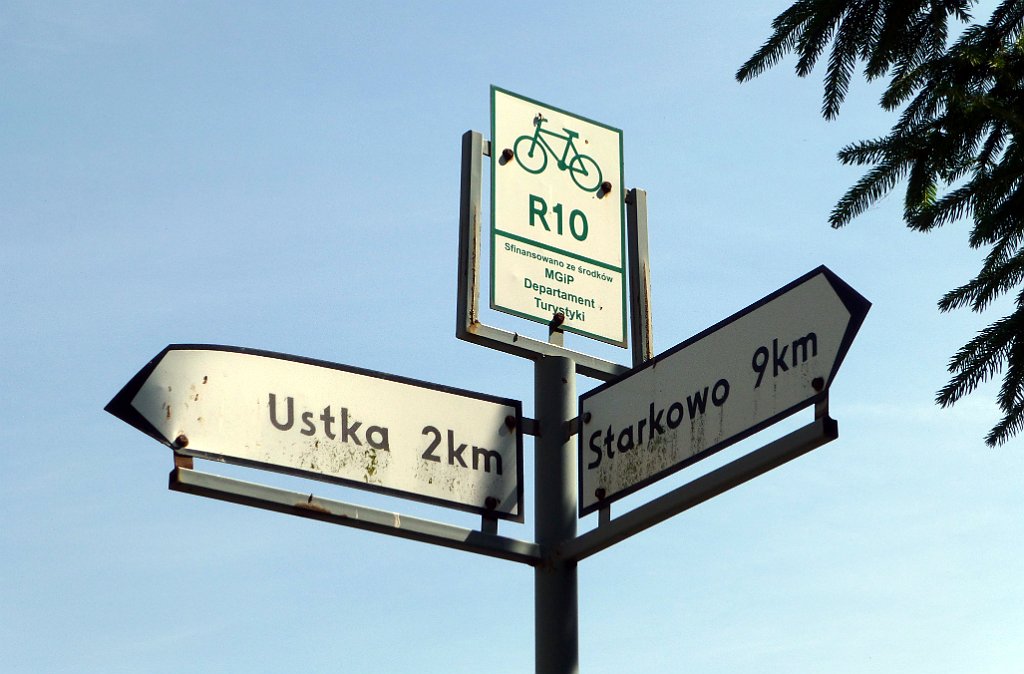 R10
Sfinansowano ze środków
MGiP
Departament
Turystyki
Ustka 2km
Starkowo 9km